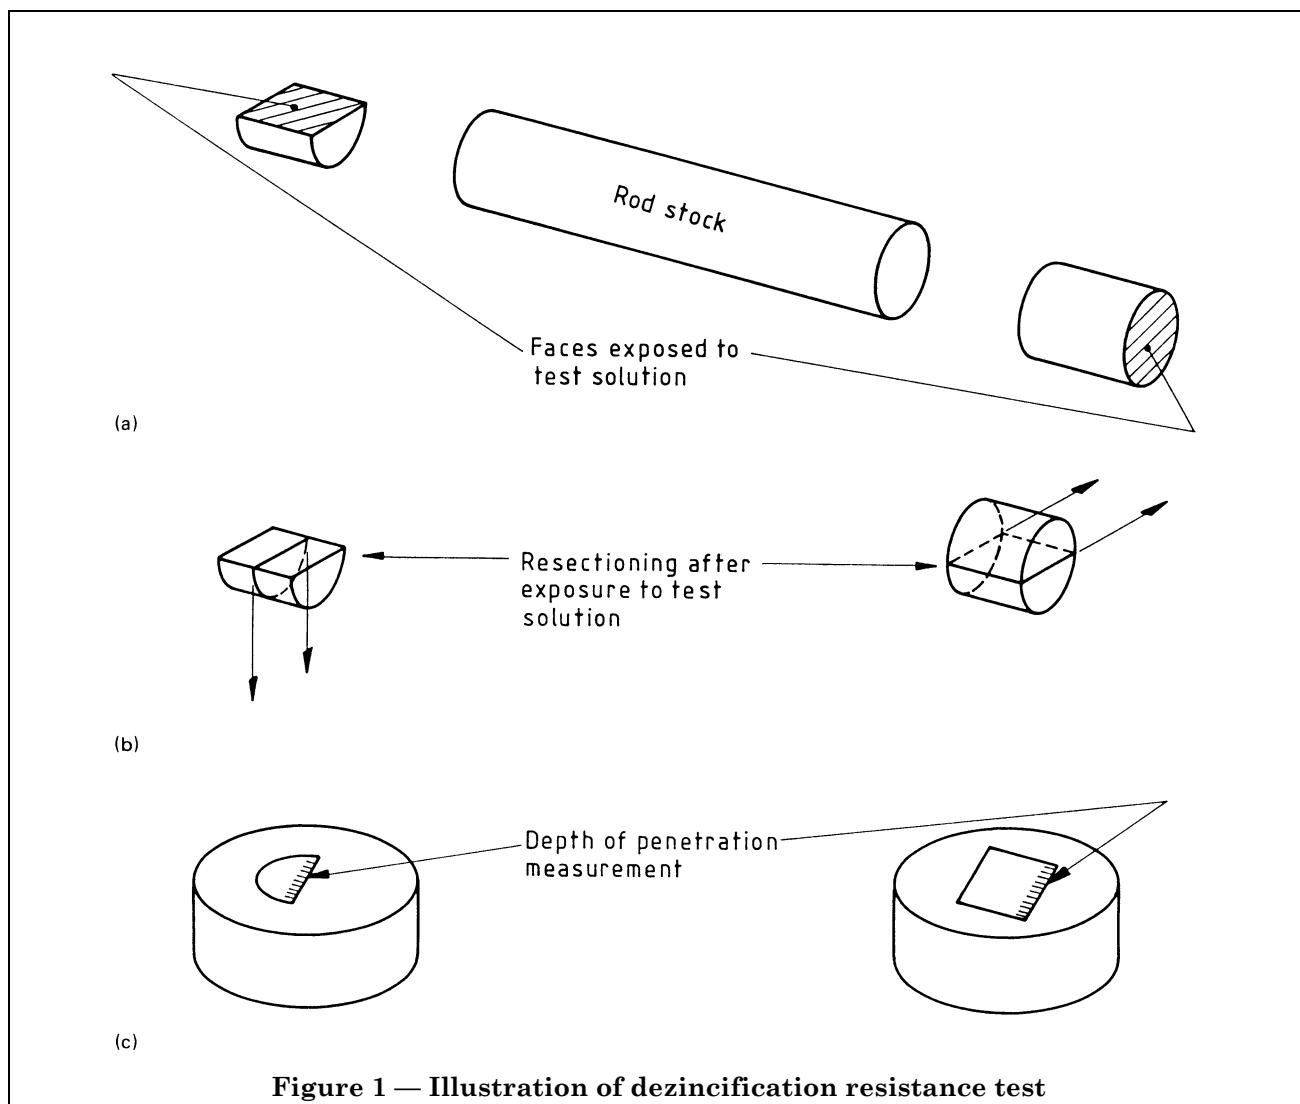 Rod stock
Faces exposed to
test solution
(a)
Resectioning after
exposure to test
solution
(b)
Depth of penetration
measurement
(c)
Figure 1 — Illustration of dezincification resistance test